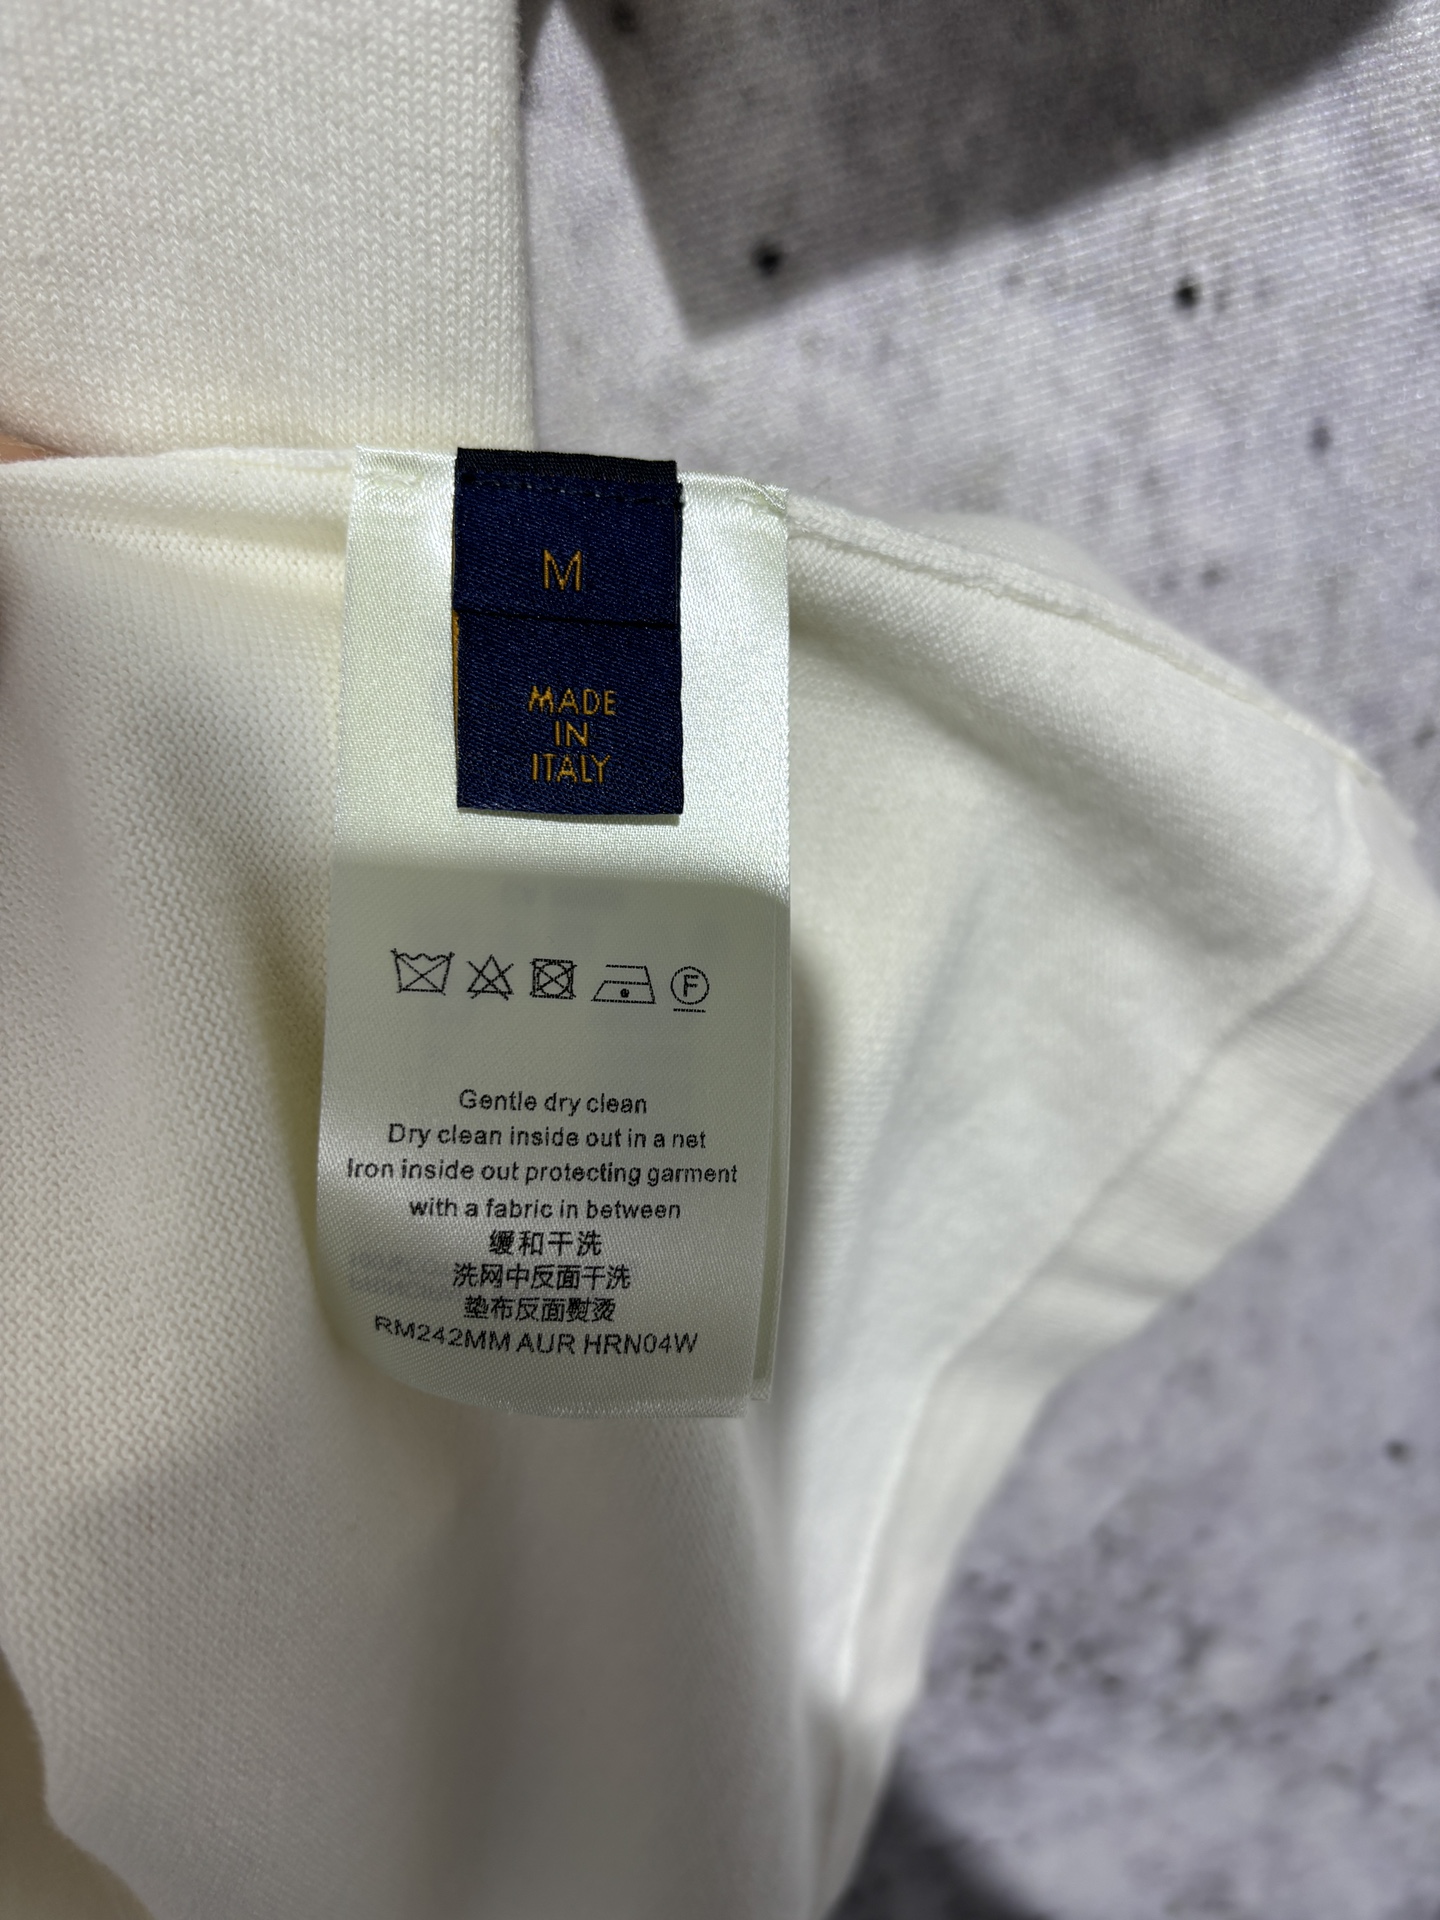 M
MADE
IN
ITALY
F
Gentle dry clean
Dry clean inside out in a net
Iron inside out protecting garment
with a fabric in between
缓和干洗
洗网中反面干洗
垫布反面熨烫
RM242MM AUR HRN04W